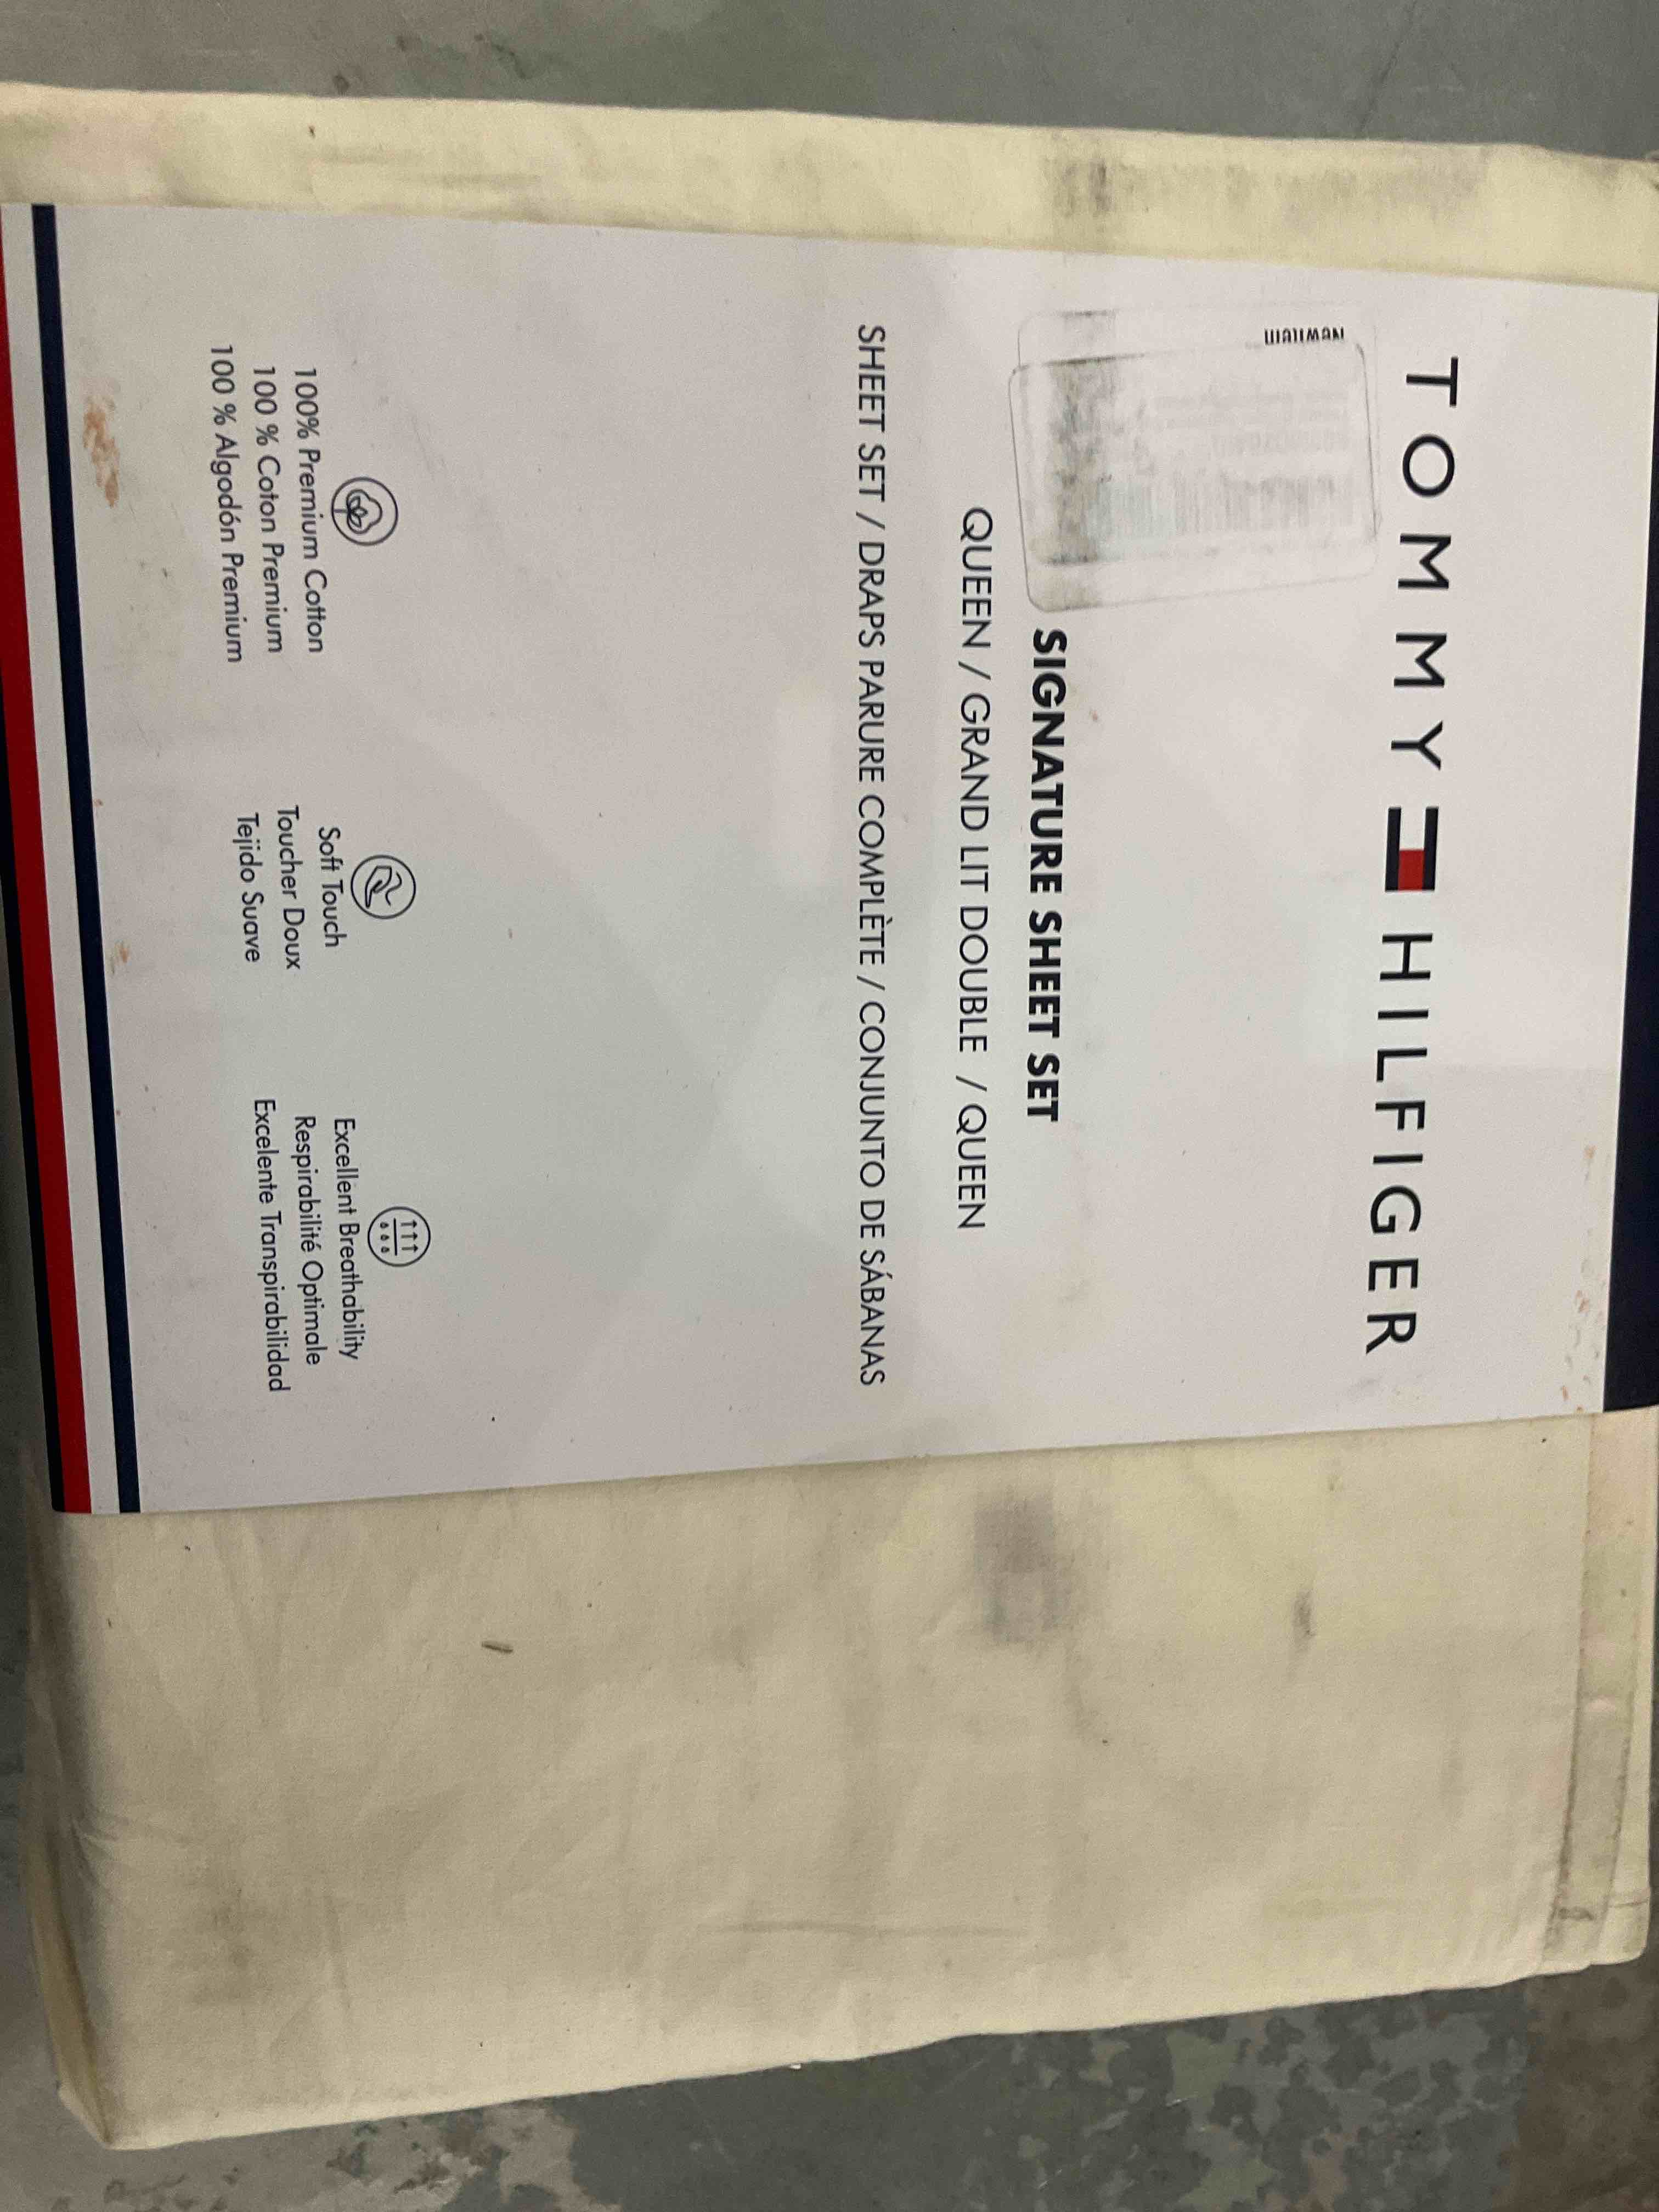 TOMMY HILFIGER
SIGNATURE SHEET SET
QUEEN / GRAND LIT DOUBLE / QUEEN
SHEET SET / DRAPS PARURE COMPLÈTE / CONJUNTO DE SÁBANAS
100% Premium Cotton
100 % Coton Premium
100 % Algodón Premium
Soft Touch
Toucher Doux
Tejido Suave
Excellent Breathability
Respirabilité Optimale
Excelente Transpirabilidad